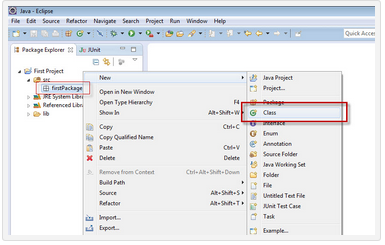 Java - Eclipse
File Edit Source Refactor Navigate Search Project Run Window Help
Quick Acce
Package Explorer JUnit
First Project
src
firstPackage
JRE System Libr
Referenced Libr
lib
New
Open in New Window
Open Type Hierarchy F4
Show In Alt+Shift+W
Copy Ctrl+C
Copy Qualified Name
Paste Ctrl+V
Delete Delete
Remove from Context Ctrl+Alt+Shift+Down
Build Path
Source Alt+Shift+S
Refactor Alt+Shift+T
Import...
Export...
Java Project
Project...
Package
Class
Interface
Enum
Annotation
Source Folder
Java Working Set
Folder
File
Untitled Text File
JUnit Test Case
Task
Example...